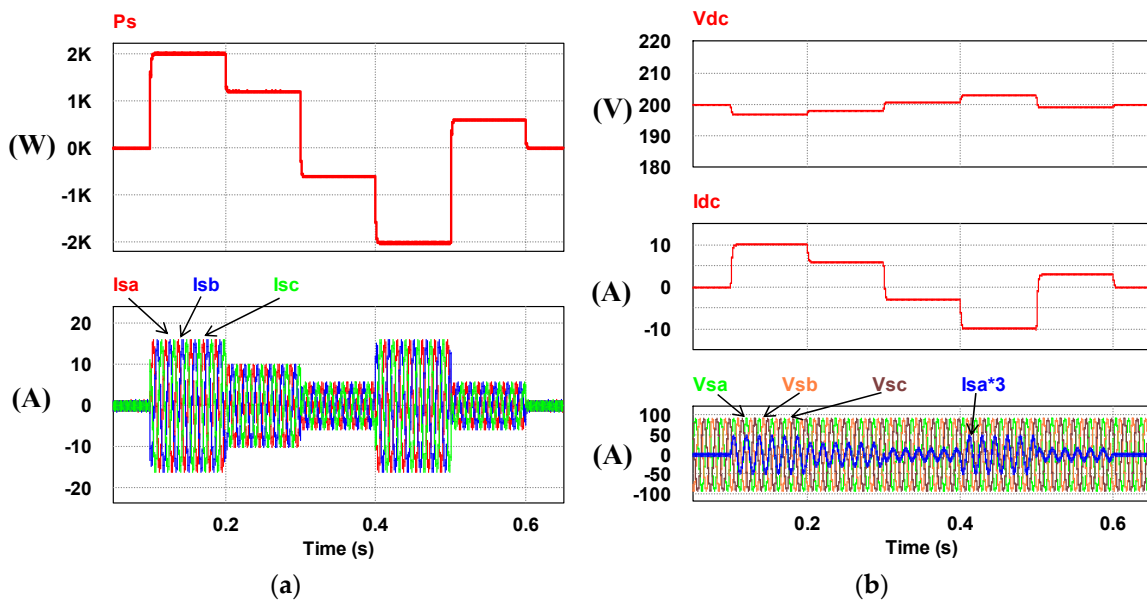 Ps
2K
1K
(W)
0K
-1K
-2K
Isa Isb Isc
20
10
(A)
0
-10
-20
0.2 0.4 0.6
Time (s)
(a)
Vdc
220
210
(V)
200
190
180
Idc
10
(A)
0
-10
Vsa Vsb Vsc Isa*3
100
50
(A)
0
-50
-100
0.2 0.4 0.6
Time (s)
(b)